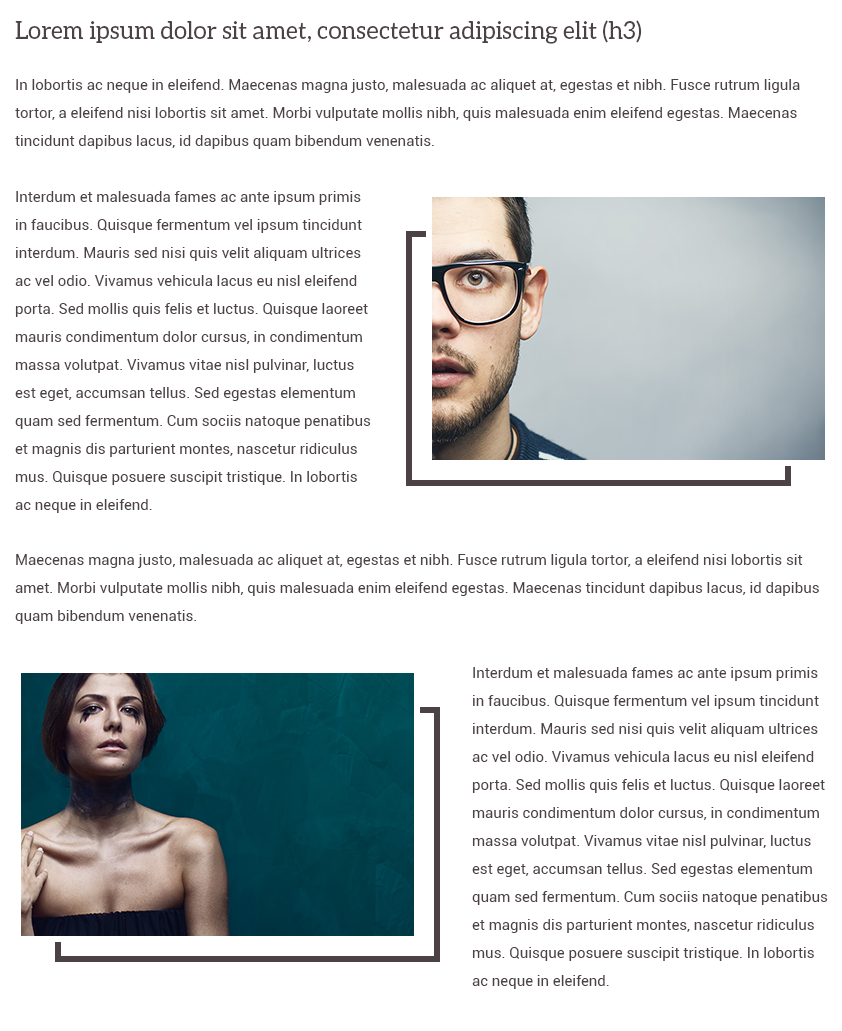 Lorem ipsum dolor sit amet, consectetur adipiscing elit (h3)
In lobortis ac neque in eleifend. Maecenas magna justo, malesuada ac aliquet at, egestas et nibh. Fusce rutrum ligula
tortor, a eleifend nisi lobortis sit amet. Morbi vulputate mollis nibh, quis malesuada enim eleifend egestas. Maecenas
tincidunt dapibus lacus, id dapibus quam bibendum venenatis.
Interdum et malesuada fames ac ante ipsum primis
in faucibus. Quisque fermentum vel ipsum tincidunt
interdum. Mauris sed nisi quis velit aliquam ultrices
ac vel odio. Vivamus vehicula lacus eu nisl eleifend
porta. Sed mollis quis felis et luctus. Quisque laoreet
mauris condimentum dolor cursus, in condimentum
massa volutpat. Vivamus vitae nisl pulvinar, luctus
est eget, accumsan tellus. Sed egestas elementum
quam sed fermentum. Cum sociis natoque penatibus
et magnis dis parturient montes, nascetur ridiculus
mus. Quisque posuere suscipit tristique. In lobortis
ac neque in eleifend.
Maecenas magna justo, malesuada ac aliquet at, egestas et nibh. Fusce rutrum ligula tortor, a eleifend nisi lobortis sit
amet. Morbi vulputate mollis nibh, quis malesuada enim eleifend egestas. Maecenas tincidunt dapibus lacus, id dapibus
quam bibendum venenatis.
Interdum et malesuada fames ac ante ipsum primis
in faucibus. Quisque fermentum vel ipsum tincidunt
interdum. Mauris sed nisi quis velit aliquam ultrices
ac vel odio. Vivamus vehicula lacus eu nisl eleifend
porta. Sed mollis quis felis et luctus. Quisque laoreet
mauris condimentum dolor cursus, in condimentum
massa volutpat. Vivamus vitae nisl pulvinar, luctus
est eget, accumsan tellus. Sed egestas elementum
quam sed fermentum. Cum sociis natoque penatibus
et magnis dis parturient montes, nascetur ridiculus
mus. Quisque posuere suscipit tristique. In lobortis
ac neque in eleifend.